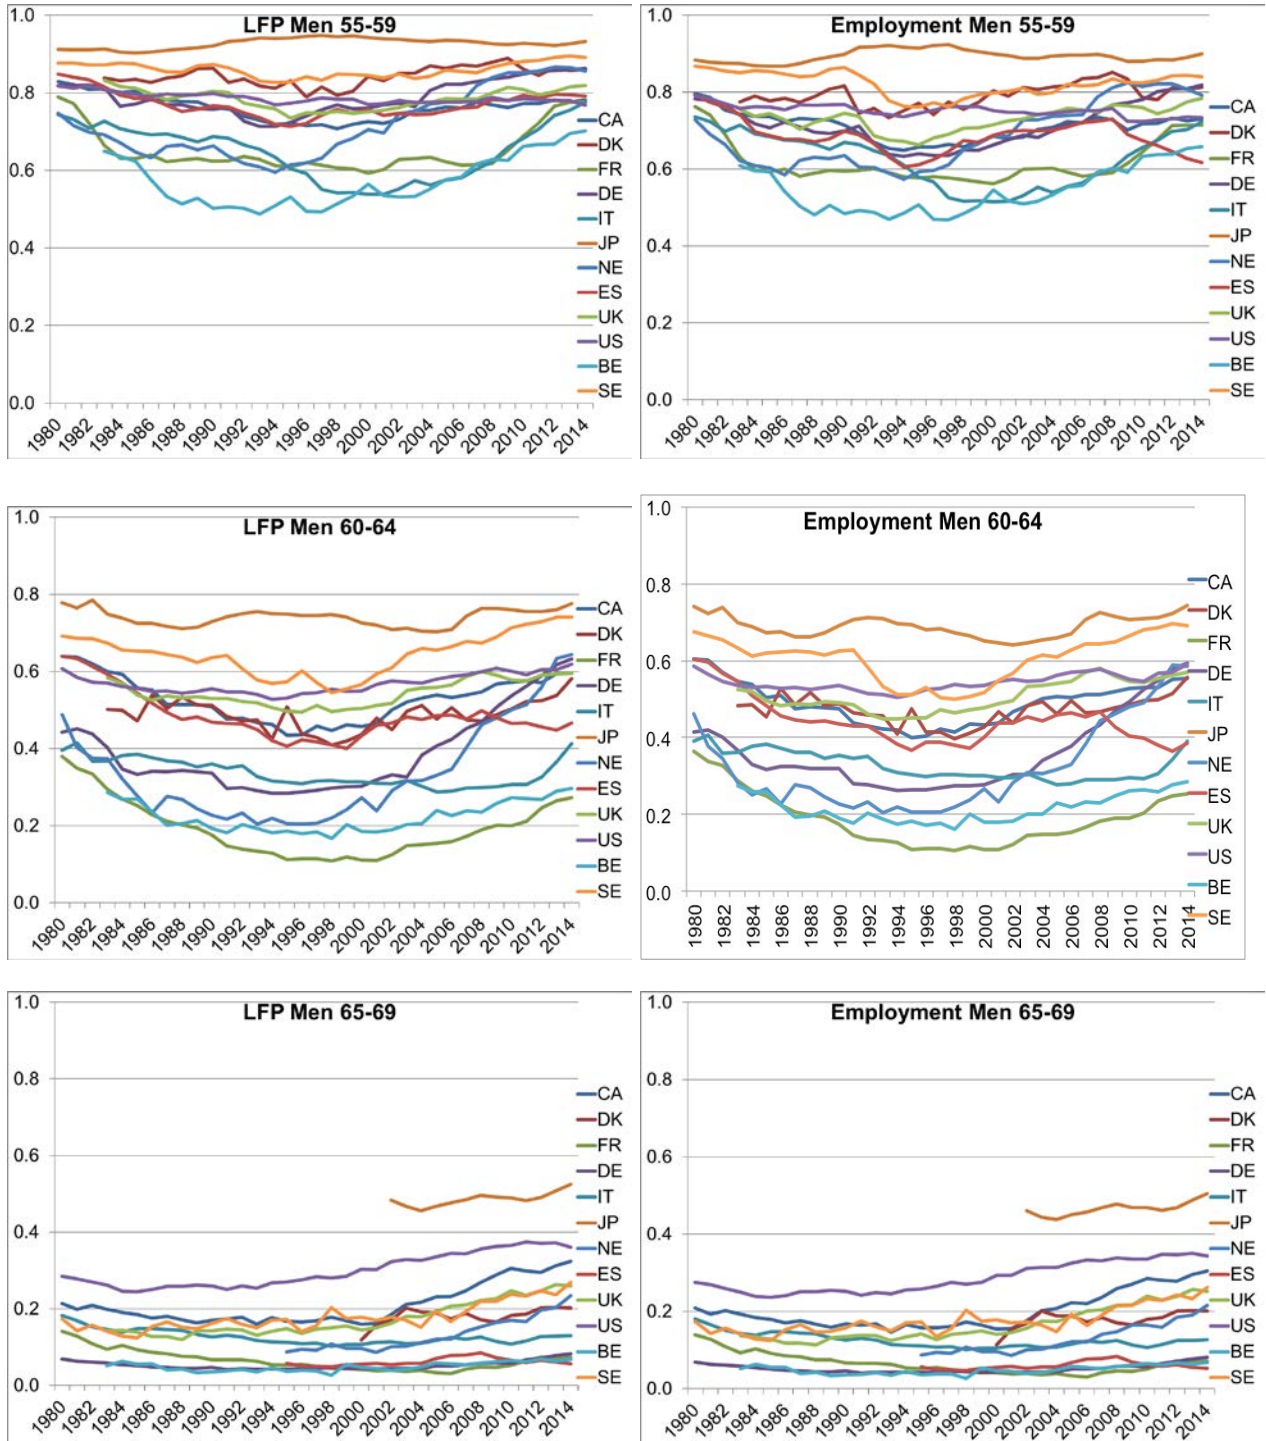 LFP Men 55-59
1.0
0.8
0.6
0.4
0.2
0.0
CA
DK
FR
DE
IT
JP
NE
ES
UK
US
BE
SE
1980 1982 1984 1986 1988 1990 1992 1994 1996 1998 2000 2002 2004 2006 2008 2010 2012 2014
Employment Men 55-59
1.0
0.8
0.6
0.4
0.2
0.0
CA
DK
FR
DE
IT
JP
NE
ES
UK
US
BE
SE
1980 1982 1984 1986 1988 1990 1992 1994 1996 1998 2000 2002 2004 2006 2008 2010 2012 2014
LFP Men 60-64
1.0
0.8
0.6
0.4
0.2
0.0
CA
DK
FR
DE
IT
JP
NE
ES
UK
US
BE
SE
1980 1982 1984 1986 1988 1990 1992 1994 1996 1998 2000 2002 2004 2006 2008 2010 2012 2014
Employment Men 60-64
1.0
0.8
0.6
0.4
0.2
0.0
CA
DK
FR
DE
IT
JP
NE
ES
UK
US
BE
SE
1980 1982 1984 1986 1988 1990 1992 1994 1996 1998 2000 2002 2004 2006 2008 2010 2012 2014
LFP Men 65-69
1.0
0.8
0.6
0.4
0.2
0.0
CA
DK
FR
DE
IT
JP
NE
ES
UK
US
BE
SE
1980 1982 1984 1986 1988 1990 1992 1994 1996 1998 2000 2002 2004 2006 2008 2010 2012 2014
Employment Men 65-69
1.0
0.8
0.6
0.4
0.2
0.0
CA
DK
FR
DE
IT
JP
NE
ES
UK
US
BE
SE
1980 1982 1984 1986 1988 1990 1992 1994 1996 1998 2000 2002 2004 2006 2008 2010 2012 2014